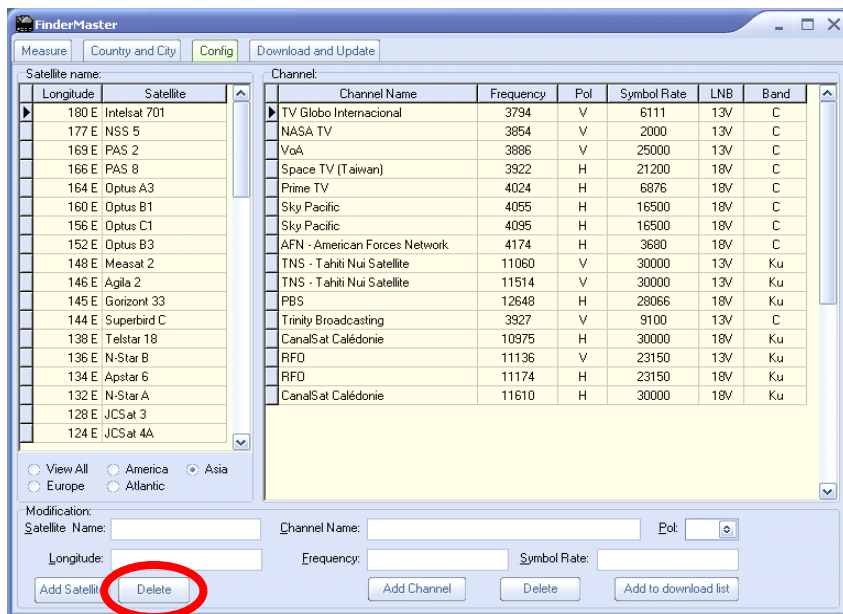 FinderMaster
Measure Country and City Config Download and Update
Satellite name:
Longitude Satellite
180 E Intelsat 701
177 E NSS 5
169 E PAS 2
166 E PAS 8
164 E Optus A3
160 E Optus B1
156 E Optus C1
152 E Optus B3
148 E Measat 2
146 E Agila 2
145 E Gorizont 33
144 E Superbird C
138 E Telstar 18
136 E N-Star B
134 E Apstar 6
132 E N-Star A
128 E JCSat 3
124 E JCSat 4A
View All America Asia
Europe Atlantic
Channel:
Channel Name Frequency Pol Symbol Rate LNB Band
TV Globo Internacional 3794 V 6111 13V C
NASA TV 3854 V 2000 13V C
VoA 3886 V 25000 13V C
Space TV (Taiwan) 3922 H 21200 18V C
Prime TV 4024 H 6876 18V C
Sky Pacific 4055 H 16500 18V C
Sky Pacific 4095 H 16500 18V C
AFN - American Forces Network 4174 H 3680 18V C
TNS - Tahiti Nui Satellite 11060 V 30000 13V Ku
TNS - Tahiti Nui Satellite 11514 V 30000 13V Ku
PBS 12648 H 28066 18V Ku
Trinity Broadcasting 3927 V 9100 13V C
CanalSat Calédonie 10975 H 30000 18V Ku
RFO 11136 V 23150 13V Ku
RFO 11174 H 23150 18V Ku
CanalSat Calédonie 11610 H 30000 18V Ku
Modification:
Satellite Name: Channel Name: Pol:
Longitude: Frequency: Symbol Rate:
Add Satellite Delete Add Channel Delete Add to download list